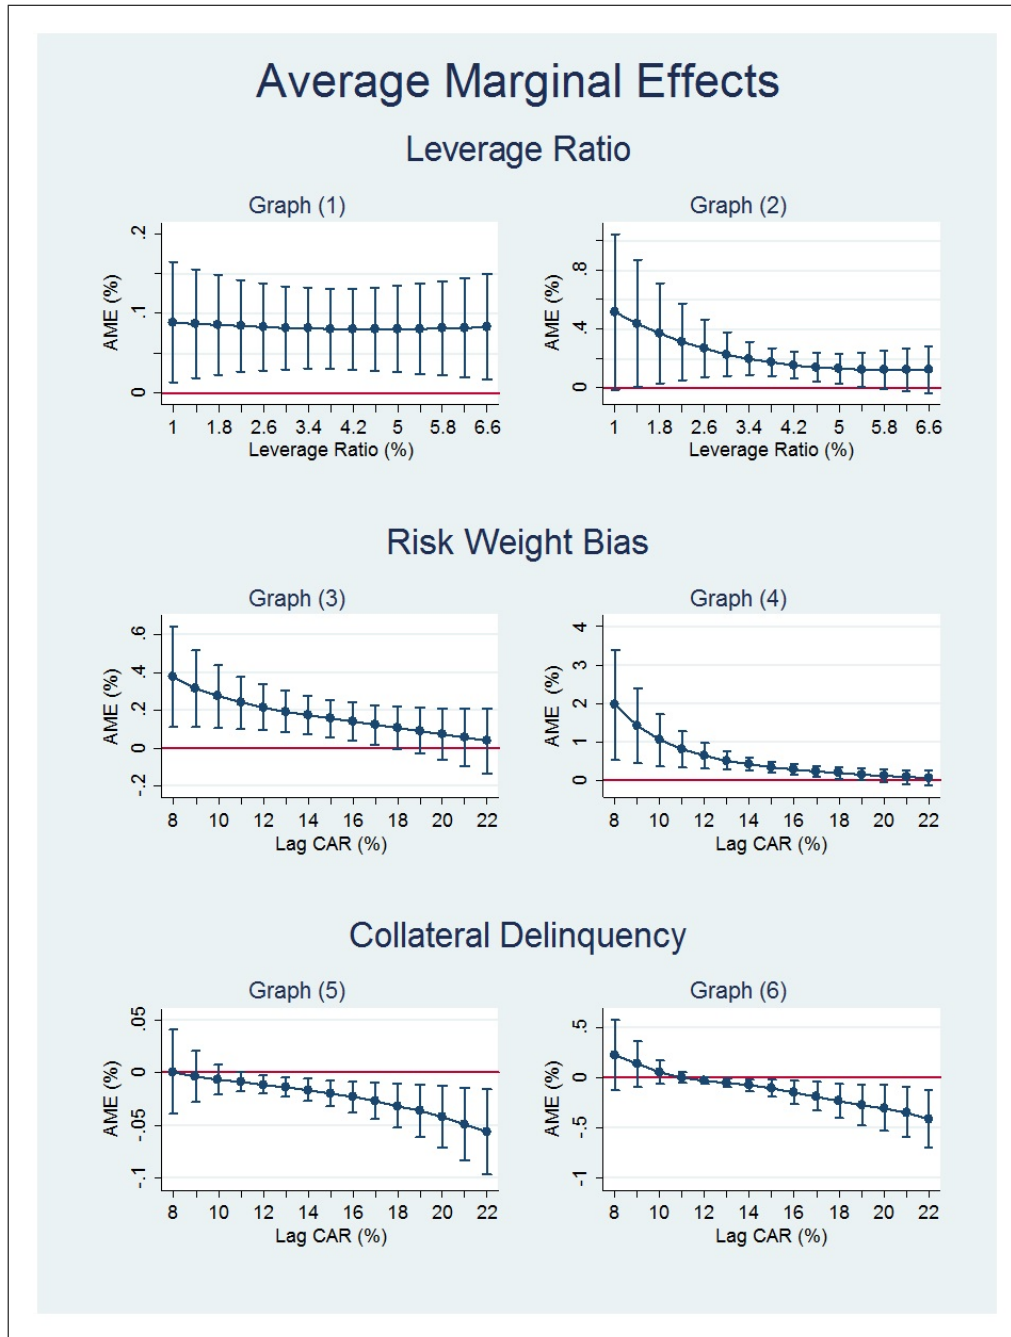 Average Marginal Effects
Leverage Ratio
Graph (1)
AME (%)
.2
.1
0
1 1.8 2.6 3.4 4.2 5 5.8 6.6
Leverage Ratio (%)
Graph (2)
AME (%)
.8
.4
0
1 1.8 2.6 3.4 4.2 5 5.8 6.6
Leverage Ratio (%)
Risk Weight Bias
Graph (3)
AME (%)
.6
.4
.2
0
-.2
8 10 12 14 16 18 20 22
Lag CAR (%)
Graph (4)
AME (%)
4
3
2
1
0
8 10 12 14 16 18 20 22
Lag CAR (%)
Collateral Delinquency
Graph (5)
AME (%)
.05
0
-.05
-.1
8 10 12 14 16 18 20 22
Lag CAR (%)
Graph (6)
AME (%)
.5
0
-.5
-1
8 10 12 14 16 18 20 22
Lag CAR (%)